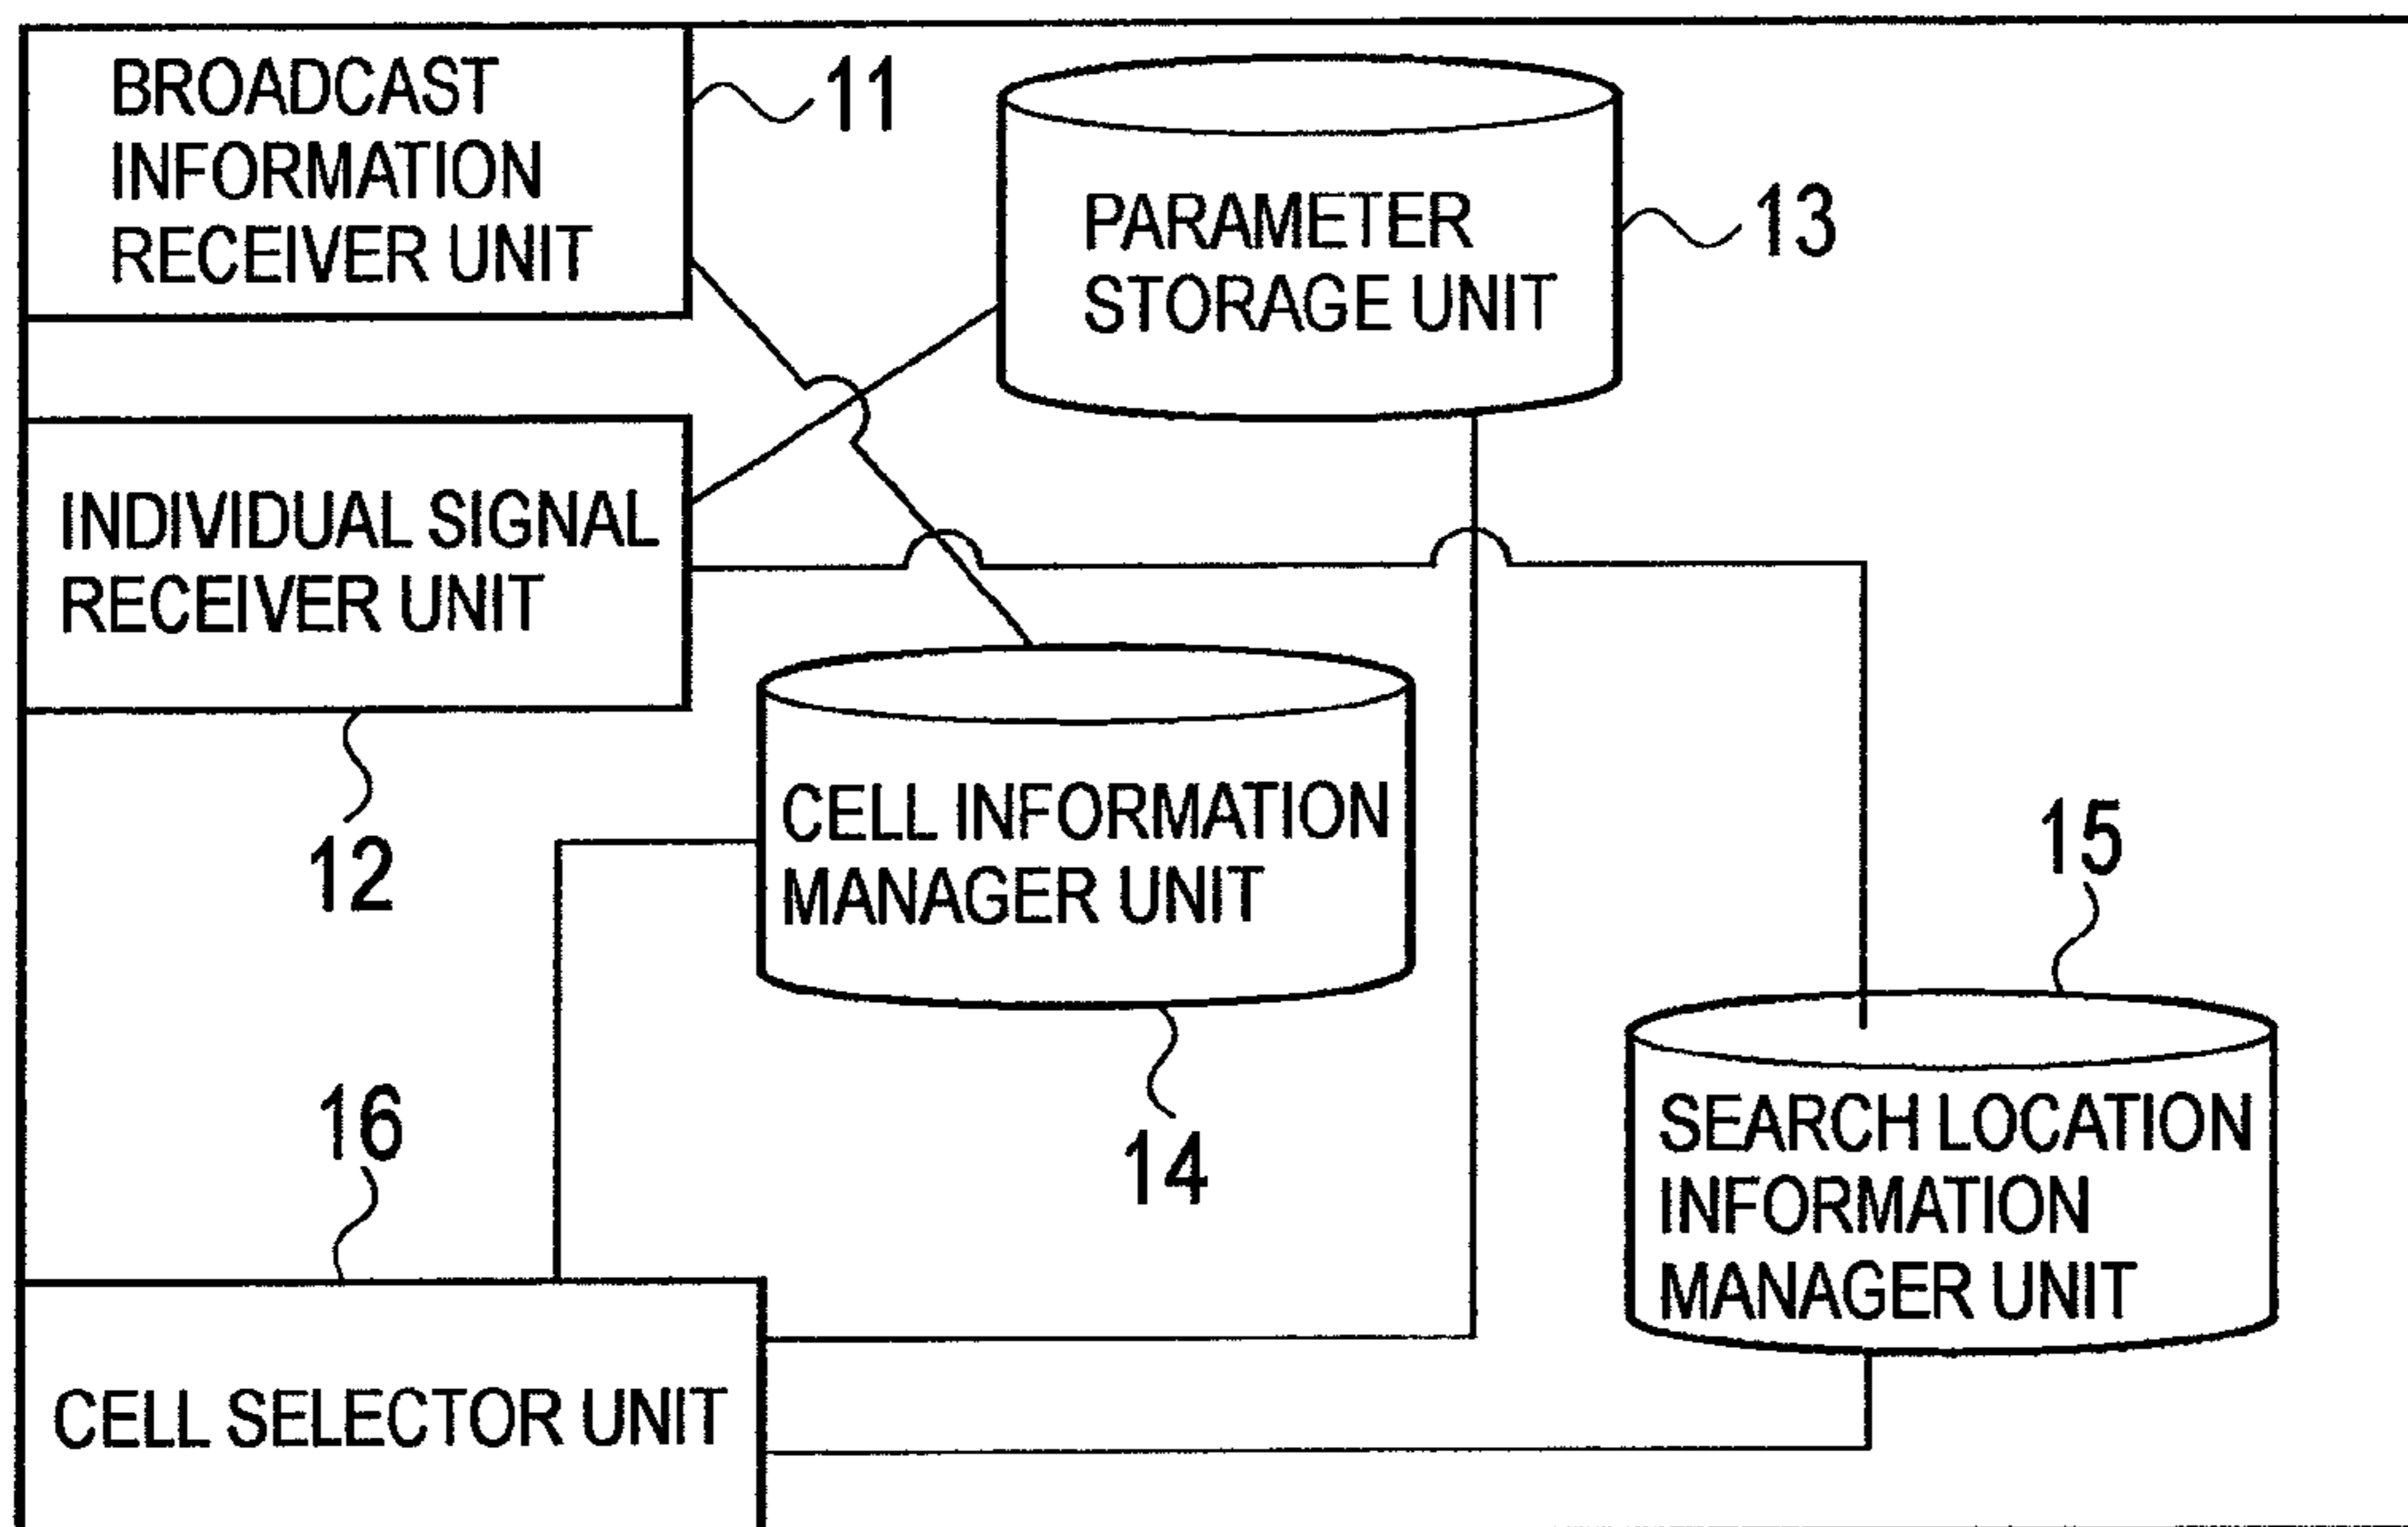 BROADCAST
INFORMATION
RECEIVER UNIT
11
PARAMETER
STORAGE UNIT
13
INDIVIDUAL SIGNAL
RECEIVER UNIT
12
CELL INFORMATION
MANAGER UNIT
14
15
SEARCH LOCATION
INFORMATION
MANAGER UNIT
16
CELL SELECTOR UNIT